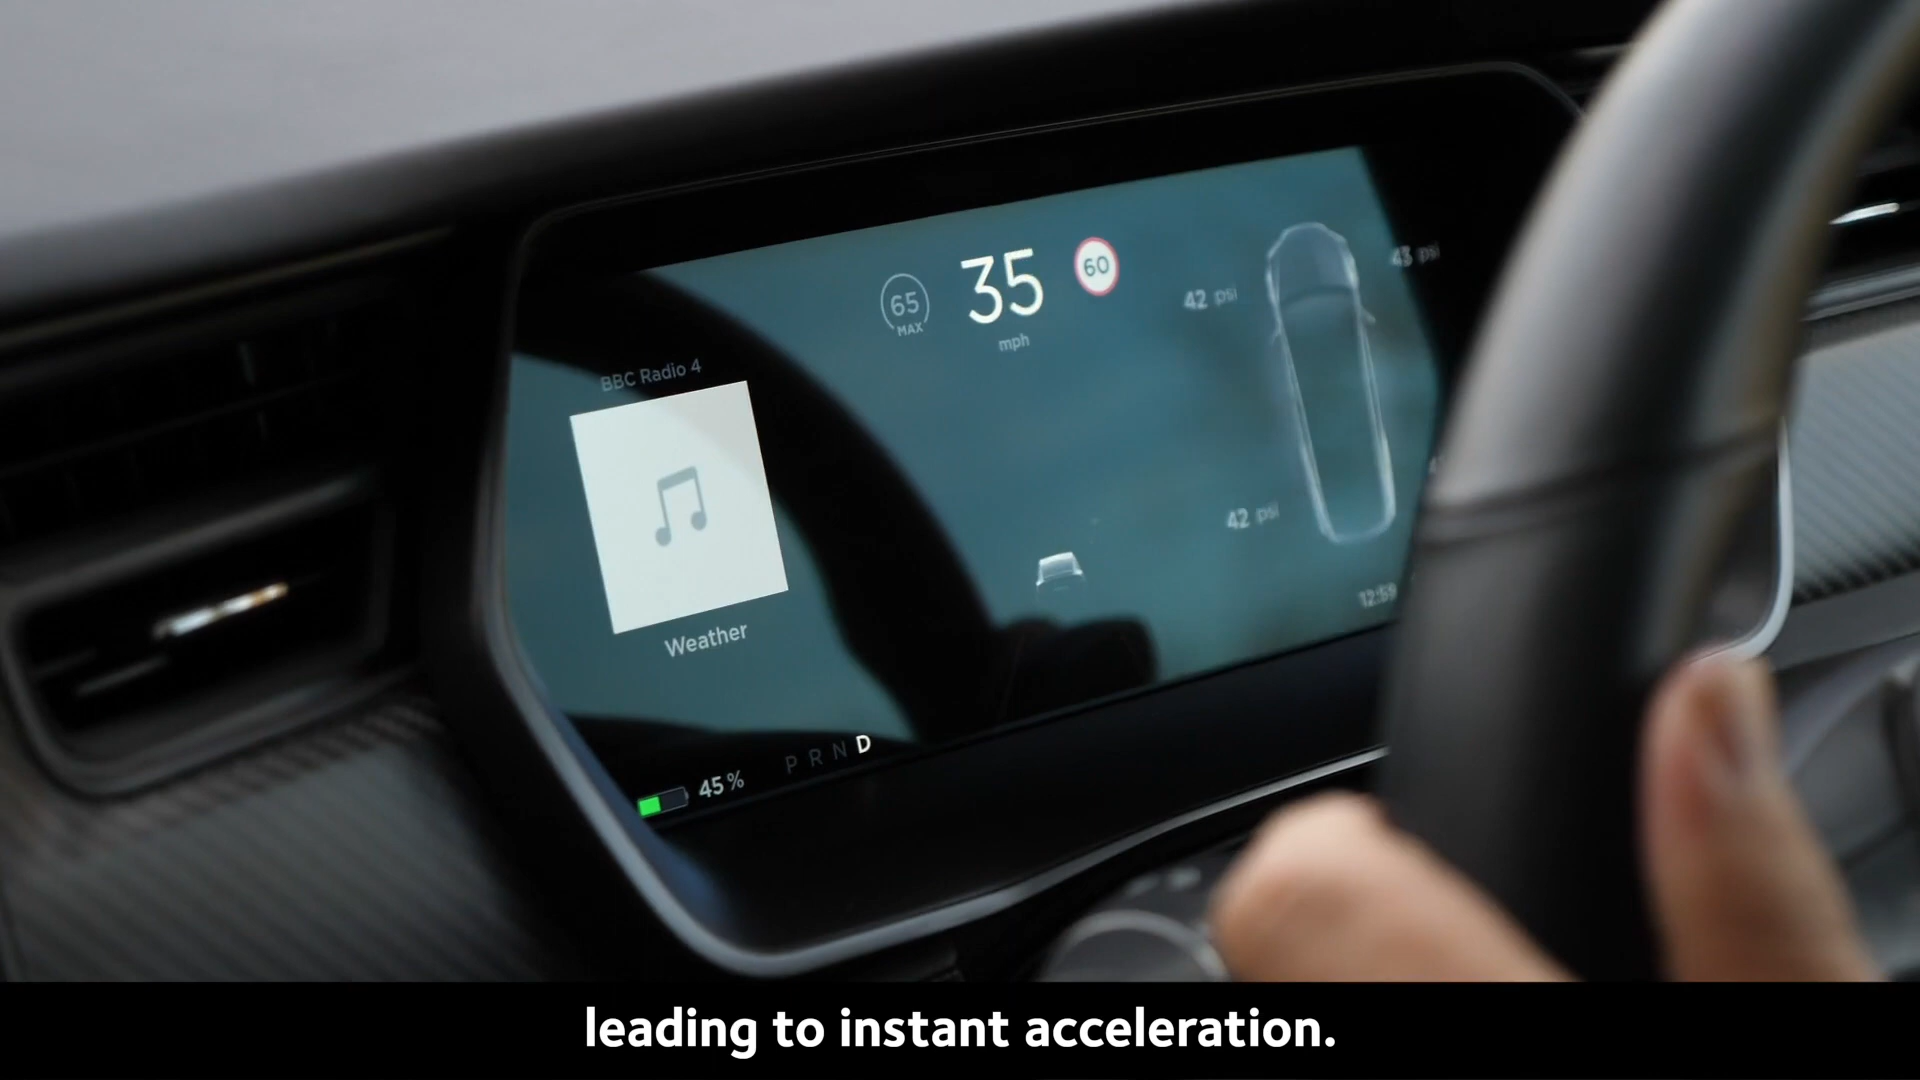 65
MAX
35
mph
60
42 psi
43 psi
BBC Radio 4
Weather
42 psi
12:59
P R N D
45%
leading to instant acceleration.